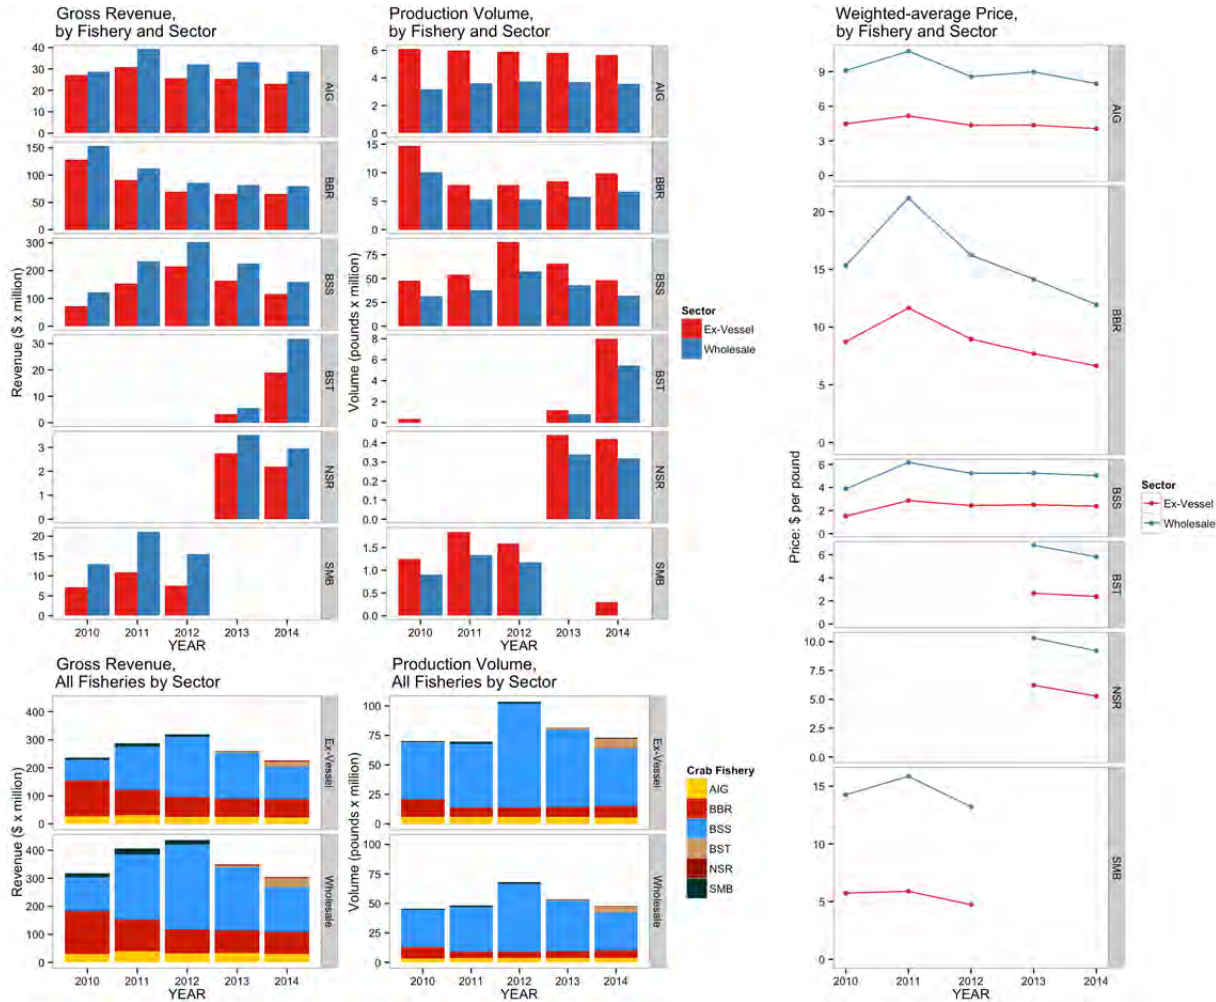 Gross Revenue,
by Fishery and Sector
40
30
20
10
0
AIG
150
100
50
0
BBR
300
200
100
0
BSS
30
20
10
0
BST
3
2
1
0
NSR
20
15
10
5
0
SMB
Revenue ($ x million)
2010 2011 2012 2013 2014
YEAR
Production Volume,
by Fishery and Sector
6
4
2
0
AIG
15
10
5
0
BBR
75
50
25
0
BSS
8
6
4
2
0
BST
0.4
0.3
0.2
0.1
0.0
NSR
1.5
1.0
0.5
0.0
SMB
Volume (pounds x million)
2010 2011 2012 2013 2014
YEAR
Sector
Ex-Vessel
Wholesale
Weighted-average Price,
by Fishery and Sector
9
6
3
0
AIG
20
15
10
5
0
BBR
6
4
2
0
BSS
6
4
2
0
BST
10.0
7.5
5.0
2.5
0.0
NSR
15
10
5
0
SMB
Price: $ per pound
2010 2011 2012 2013 2014
YEAR
Sector
Ex-Vessel
Wholesale
Gross Revenue,
All Fisheries by Sector
400
300
200
100
0
Ex-Vessel
400
300
200
100
0
Wholesale
Revenue ($ x million)
2010 2011 2012 2013 2014
YEAR
Production Volume,
All Fisheries by Sector
100
75
50
25
0
Ex-Vessel
100
75
50
25
0
Wholesale
Volume (pounds x million)
2010 2011 2012 2013 2014
YEAR
Crab Fishery
AIG
BBR
BSS
BST
NSR
SMB